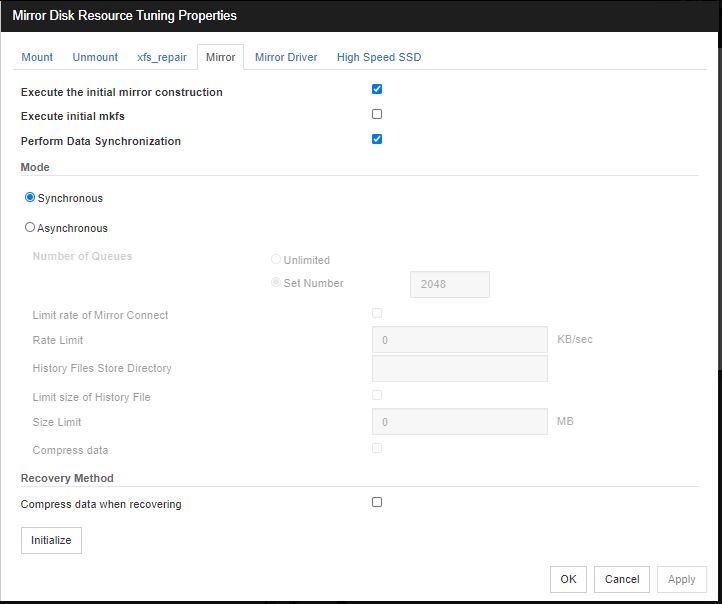 Mirror Disk Resource Tuning Properties
Mount Unmount xfs_repair Mirror Mirror Driver High Speed SSD
Execute the initial mirror construction
Execute initial mkfs
Perform Data Synchronization
Mode
Synchronous
Asynchronous
Number of Queues Unlimited
Set Number 2048
Limit rate of Mirror Connect
Rate Limit 0 KB/sec
History Files Store Directory
Limit size of History File
Size Limit 0 MB
Compress data
Recovery Method
Compress data when recovering
Initialize
OK Cancel Apply